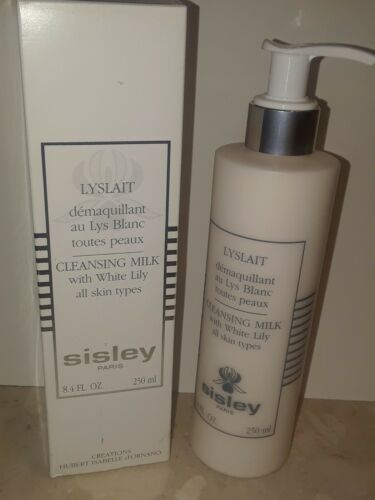 LYSLAIT
démaquillant
au Lys Blanc
toutes peaux
CLEANSING MILK
with White Lily
all skin types
sisley
PARIS
8.4 FL. OZ 250 ml
CREATIONS
HUBERT ISABELLE d'ORNANO
LYSLAIT
démaquillant
au Lys Blanc
toutes peaux
CLEANSING MILK
with White Lily
all skin types
sisley
PARIS
FL. OZ 250 ml